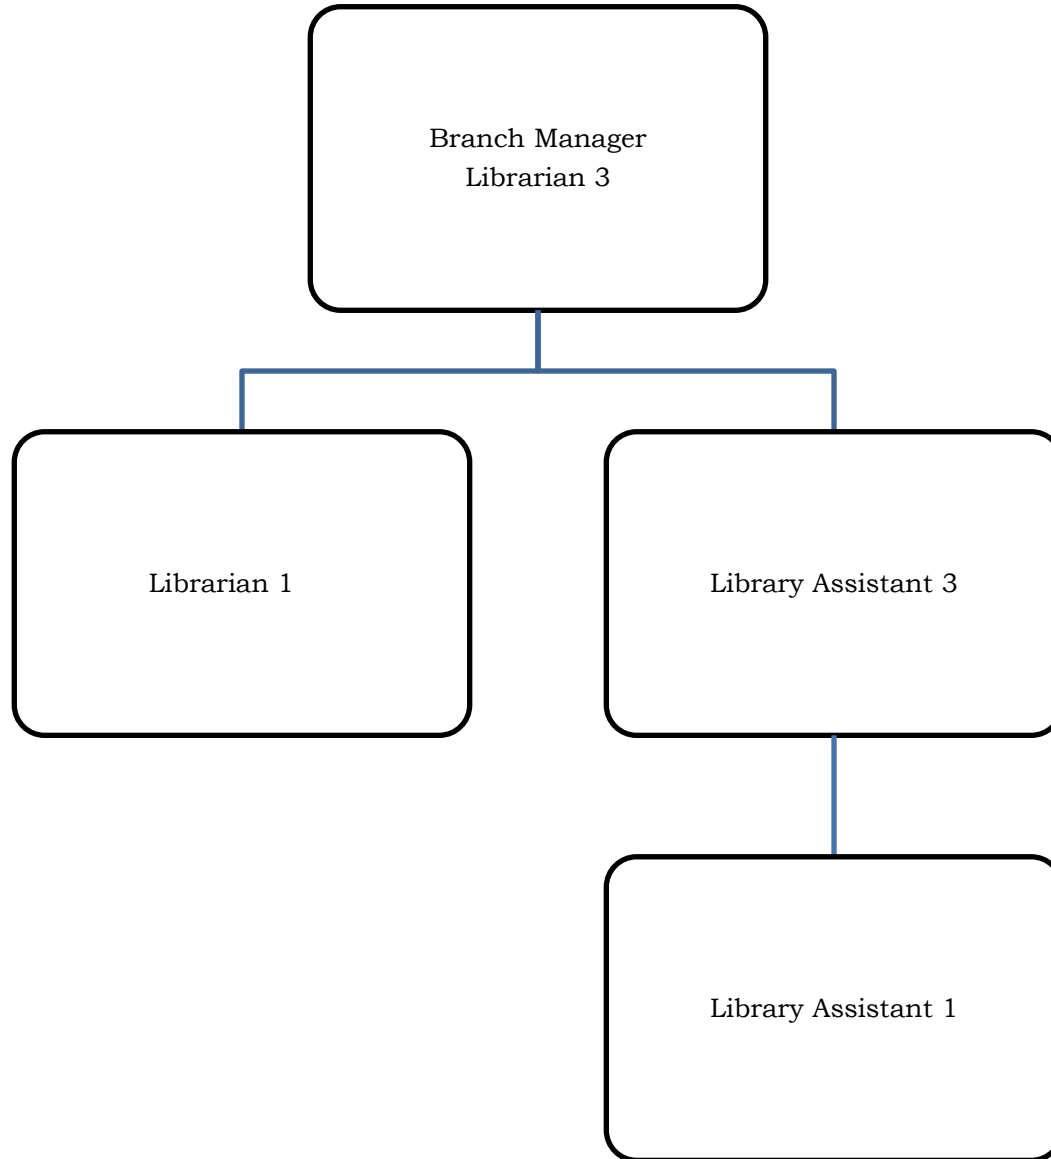 Branch Manager
Librarian 3
Librarian 1
Library Assistant 3
Library Assistant 1